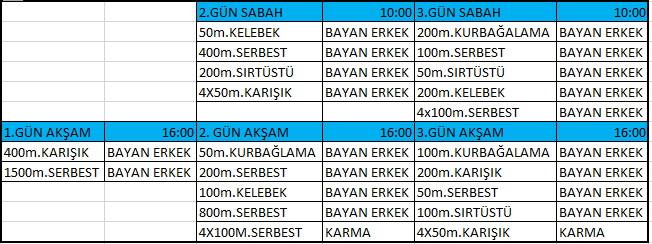 2.GÜN SABAH 10:00 3.GÜN SABAH 10:00
50m.KELEBEK BAYAN ERKEK 200m.KURBAĞALAMA BAYAN ERKEK
400m.SERBEST BAYAN ERKEK 100m.SERBEST BAYAN ERKEK
200m.SIRTÜSTÜ BAYAN ERKEK 50m.SIRTÜSTÜ BAYAN ERKEK
4X50m.KARIŞIK BAYAN ERKEK 200m.KELEBEK BAYAN ERKEK
4x100m.SERBEST BAYAN ERKEK
1.GÜN AKŞAM 16:00 2. GÜN AKŞAM 16:00 3.GÜN AKŞAM 16:00
400m.KARIŞIK BAYAN ERKEK 50m.KURBAĞLAMA BAYAN ERKEK 100m.KURBAĞALAMA BAYAN ERKEK
1500m.SERBEST BAYAN ERKEK 200m.SERBEST BAYAN ERKEK 200m.KARIŞIK BAYAN ERKEK
100m.KELEBEK BAYAN ERKEK 50m.SERBEST BAYAN ERKEK
800m.SERBEST BAYAN ERKEK 100m.SIRTÜSTÜ BAYAN ERKEK
4X100M.SERBEST KARMA 4X50m.KARIŞIK KARMA